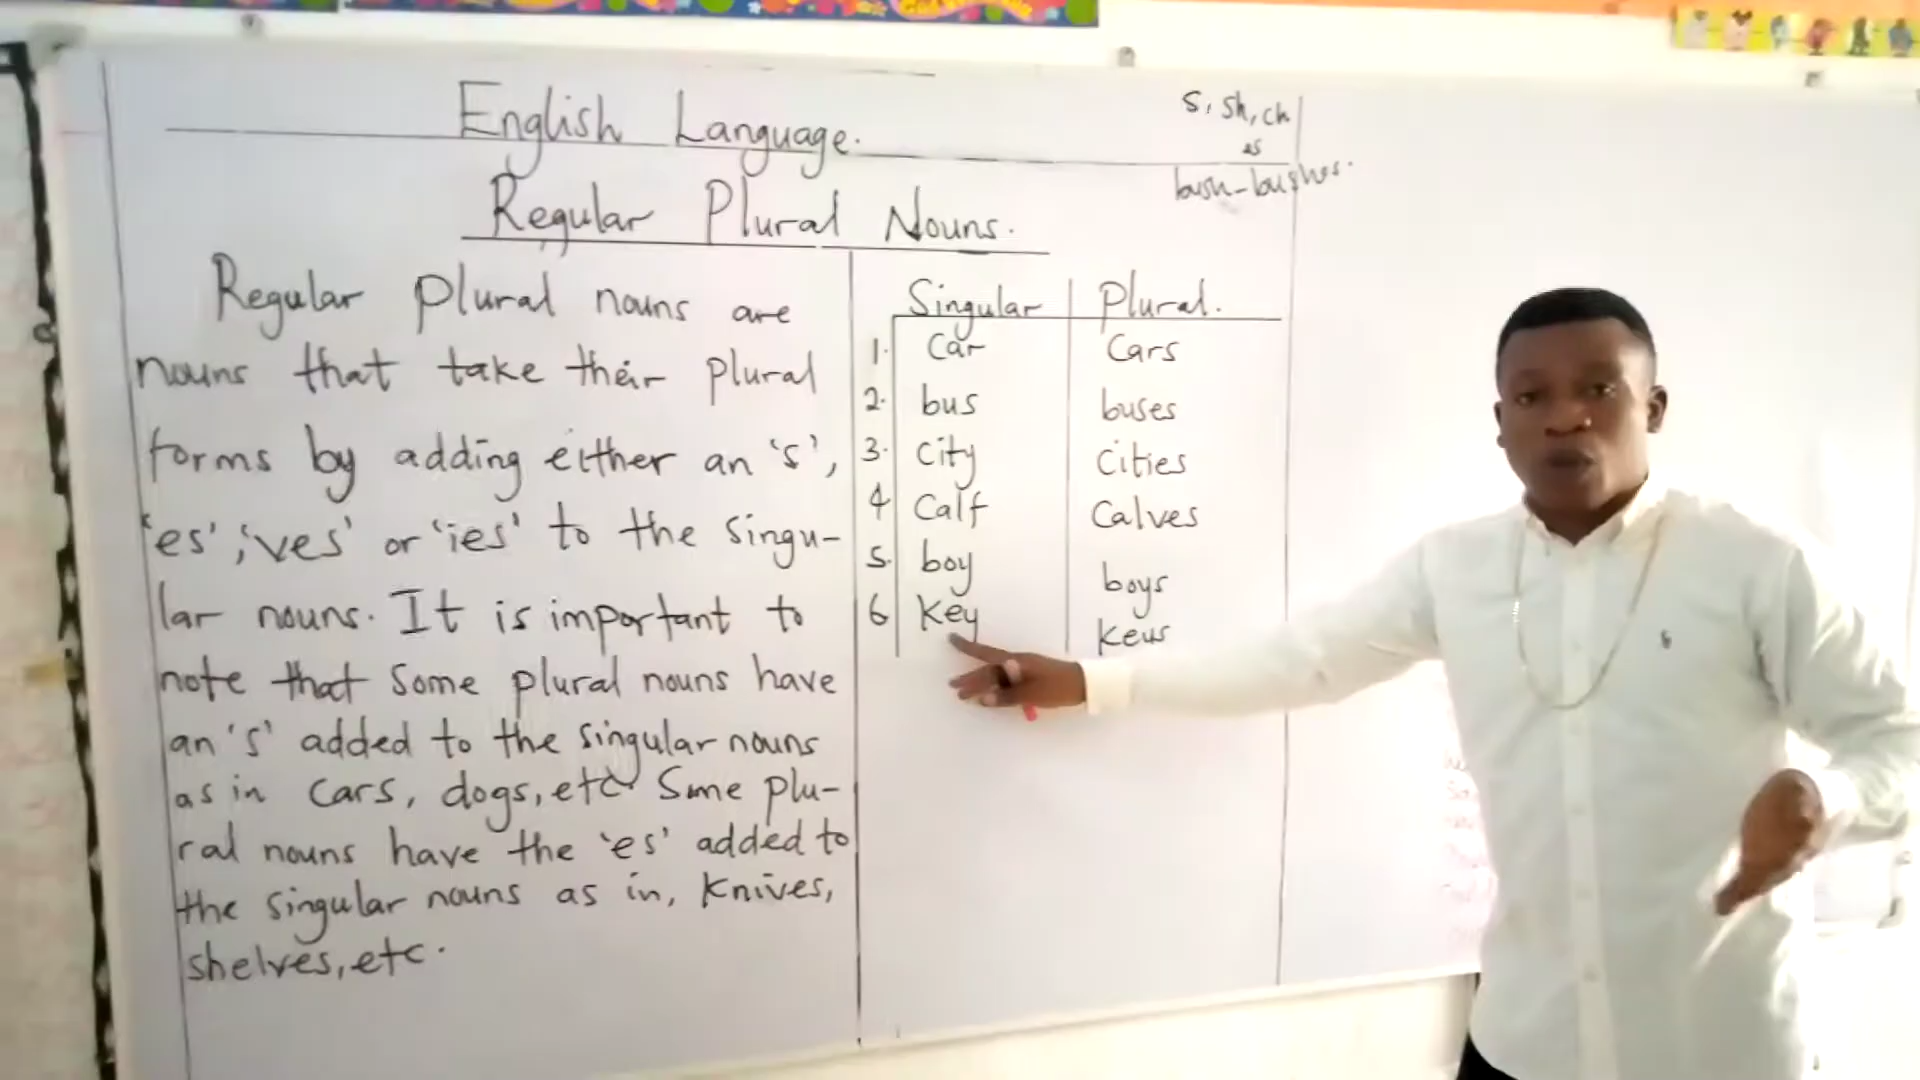 English Language.
s, sh, ch
es
bush-bushes.
Regular Plural Nouns.
Regular plural nouns are
nouns that take their plural
forms by adding either an 's',
'es', 'ves' or 'ies' to the singu-
lar nouns. It is important to
note that some plural nouns have
an 's' added to the singular nouns
as in cars, dogs, etc. Some plu-
ral nouns have the 'es' added to
the singular nouns as in, knives,
shelves, etc.
Singular Plural.
1. Car Cars
2. bus buses
3. City Cities
4 Calf Calves
5. boy boys
6 Key Keys